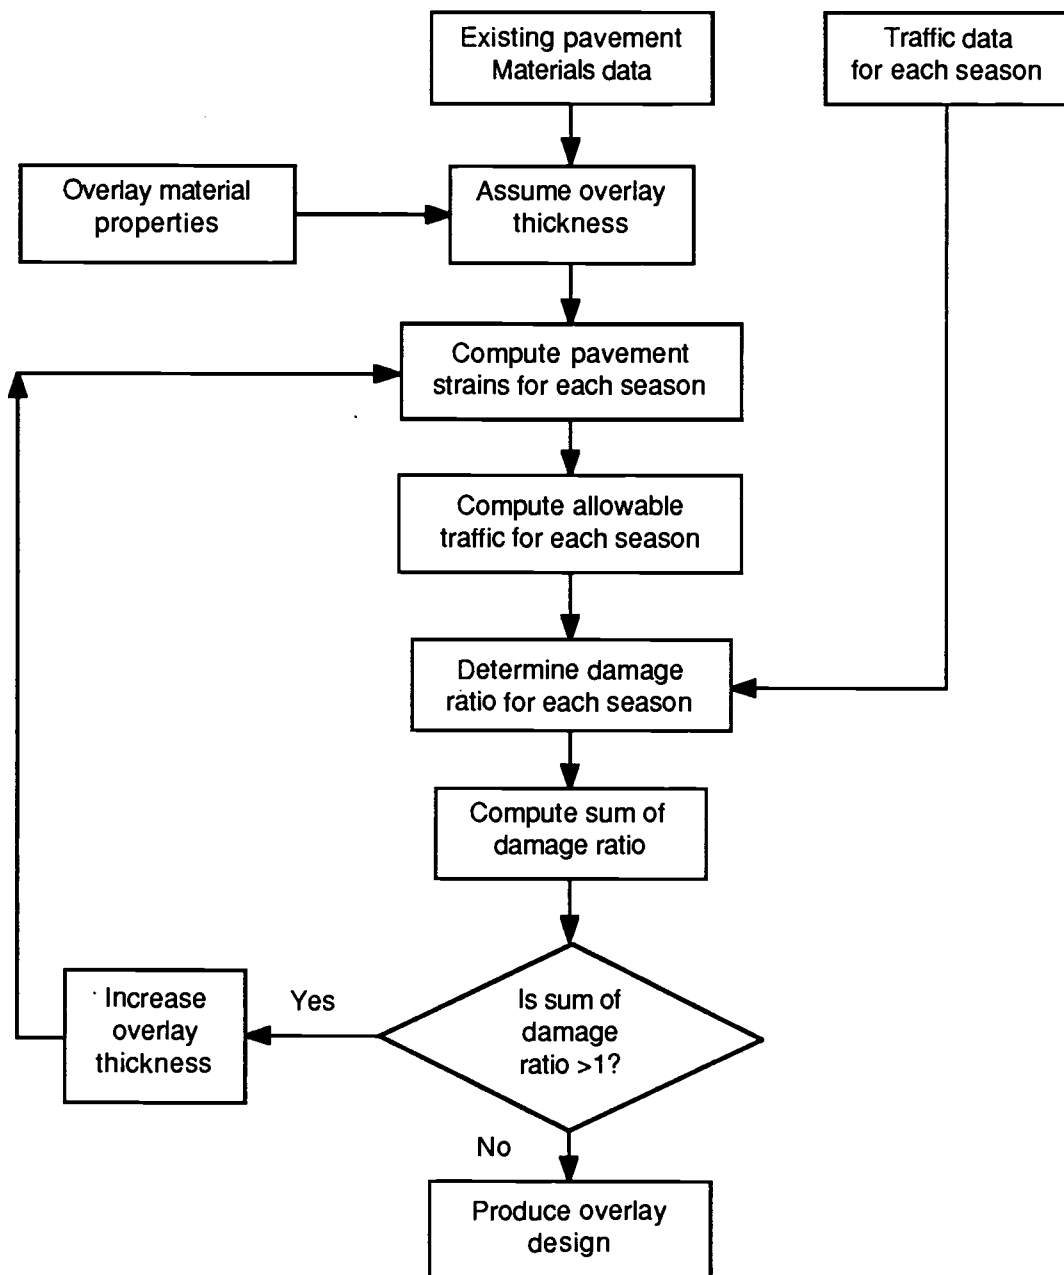 Existing pavement
Materials data
Traffic data
for each season
Overlay material
properties
Assume overlay
thickness
Compute pavement
strains for each season
Compute allowable
traffic for each season
Determine damage
ratio for each season
Compute sum of
damage ratio
Increase
overlay
thickness
Yes
Is sum of
damage
ratio >1?
No
Produce overlay
design